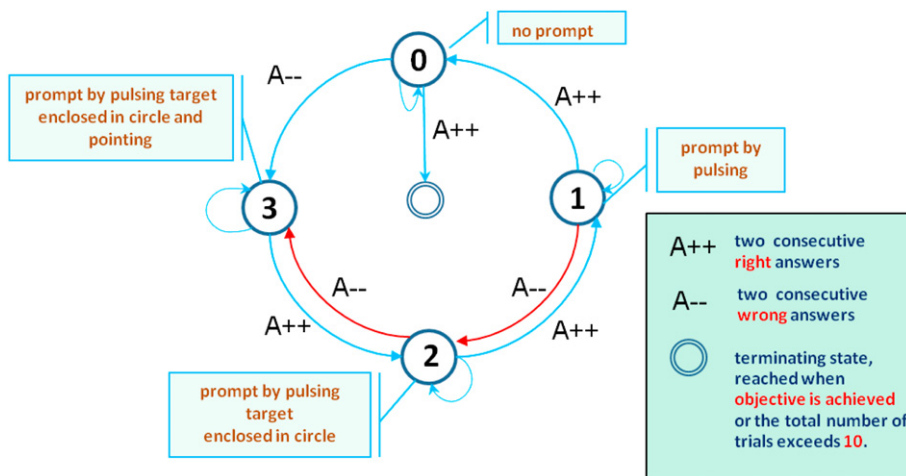 no prompt
0
A--
A++
A++
prompt by pulsing target
enclosed in circle and
pointing
prompt by
pulsing
3
1
A--
A--
A++
A++
2
prompt by pulsing
target
enclosed in circle
A++ two consecutive
right answers
A-- two consecutive
wrong answers
terminating state,
reached when
objective is achieved
or the total number of
trials exceeds 10.